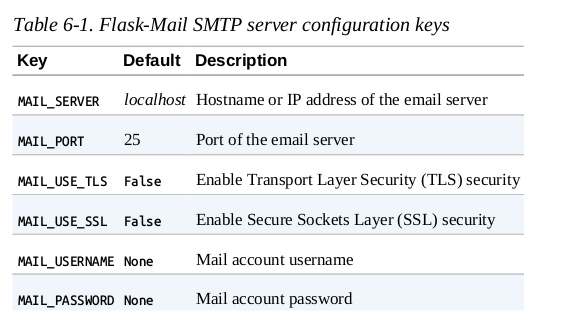 Table 6-1. Flask-Mail SMTP server configuration keys
Key Default Description
MAIL_SERVER localhost Hostname or IP address of the email server
MAIL_PORT 25 Port of the email server
MAIL_USE_TLS False Enable Transport Layer Security (TLS) security
MAIL_USE_SSL False Enable Secure Sockets Layer (SSL) security
MAIL_USERNAME None Mail account username
MAIL_PASSWORD None Mail account password